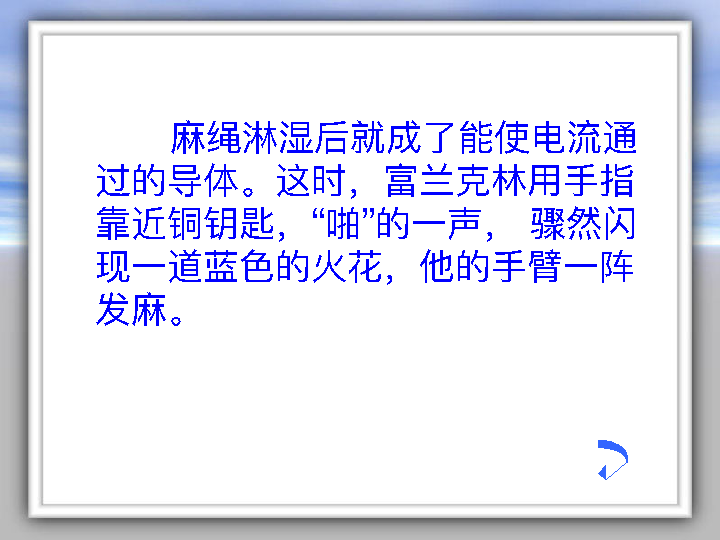 麻绳淋湿后就成了能使电流通
过的导体。这时，富兰克林用手指
靠近铜钥匙，“啪”的一声， 骤然闪
现一道蓝色的火花，他的手臂一阵
发麻。